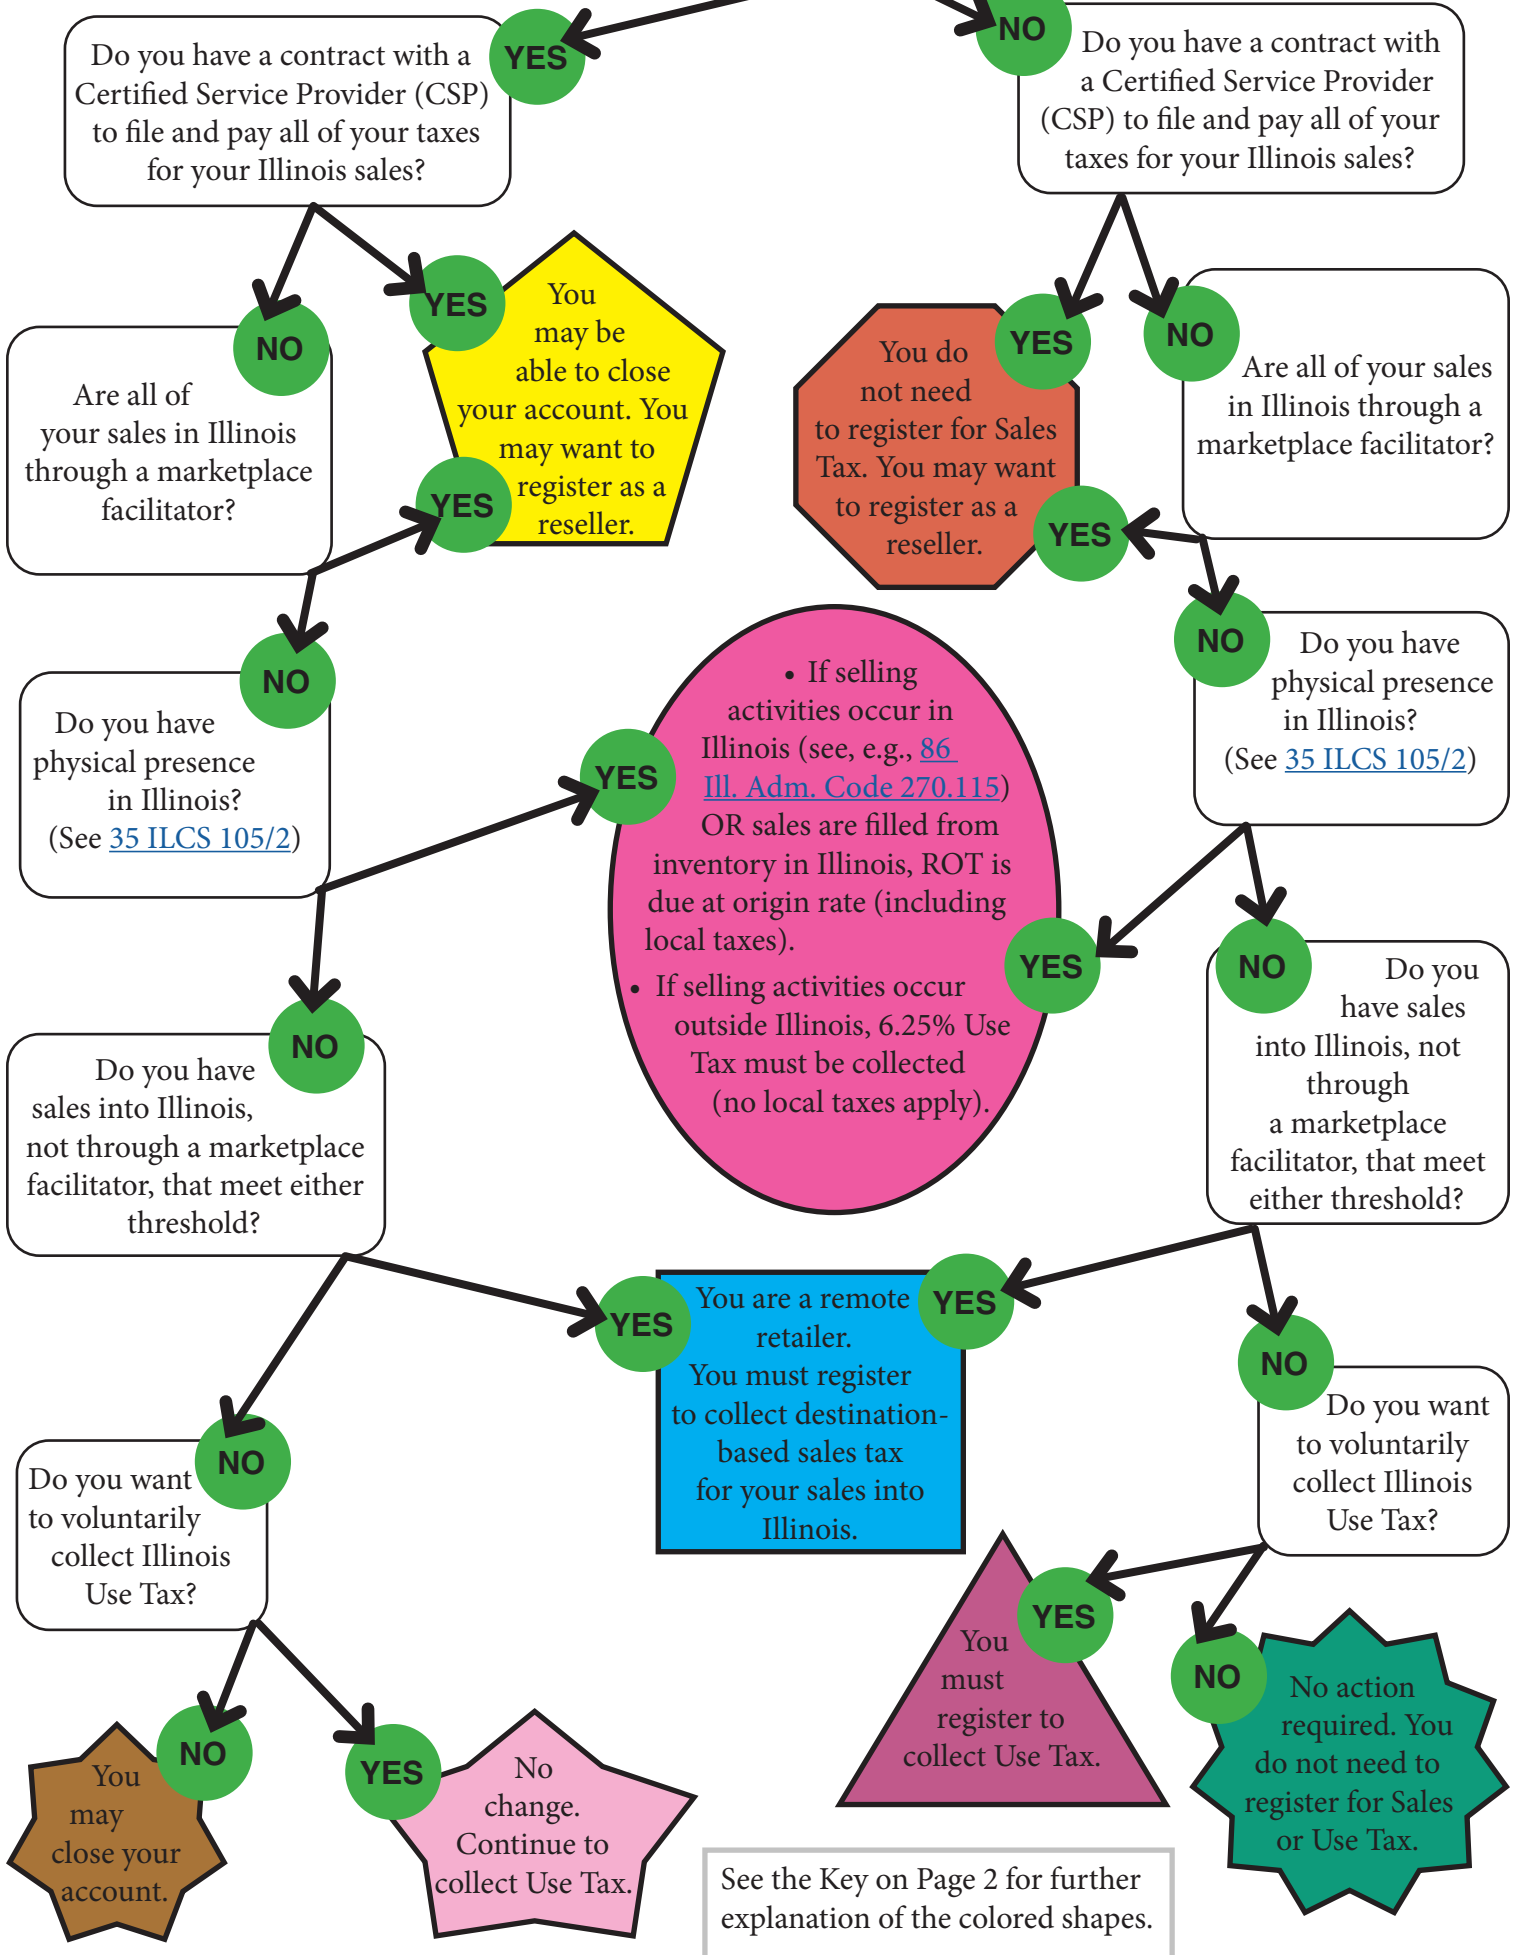 YES
NO
Do you have a contract with a
Certified Service Provider (CSP)
to file and pay all of your taxes
for your Illinois sales?
Do you have a contract with
a Certified Service Provider
(CSP) to file and pay all of your
taxes for your Illinois sales?
NO
YES
You
may be
able to close
your account. You
may want to
register as a
reseller.
YES
YES
NO
You do
not need
to register for Sales
Tax. You may want
to register as a
reseller.
YES
Are all of
your sales in Illinois
through a marketplace
facilitator?
Are all of your sales
in Illinois through a
marketplace facilitator?
NO
Do you have
physical presence
in Illinois?
(See 35 ILCS 105/2)
YES
• If selling
activities occur in
Illinois (see, e.g., 86
Ill. Adm. Code 270.115)
OR sales are filled from
inventory in Illinois, ROT is
due at origin rate (including
local taxes).
• If selling activities occur
outside Illinois, 6.25% Use
Tax must be collected
(no local taxes apply).
YES
NO
Do you have
physical presence
in Illinois?
(See 35 ILCS 105/2)
NO
Do you have
sales into Illinois,
not through a marketplace
facilitator, that meet either
threshold?
NO
Do you
have sales
into Illinois, not
through
a marketplace
facilitator, that meet
either threshold?
YES
You are a remote
retailer.
You must register
to collect destination-
based sales tax
for your sales into
Illinois.
YES
NO
Do you want
to voluntarily
collect Illinois
Use Tax?
NO
Do you want
to voluntarily
collect Illinois
Use Tax?
NO
You
may
close your
account.
YES
No
change.
Continue to
collect Use Tax.
YES
You
must
register to
collect Use Tax.
NO
No action
required. You
do not need to
register for Sales
or Use Tax.
See the Key on Page 2 for further
explanation of the colored shapes.